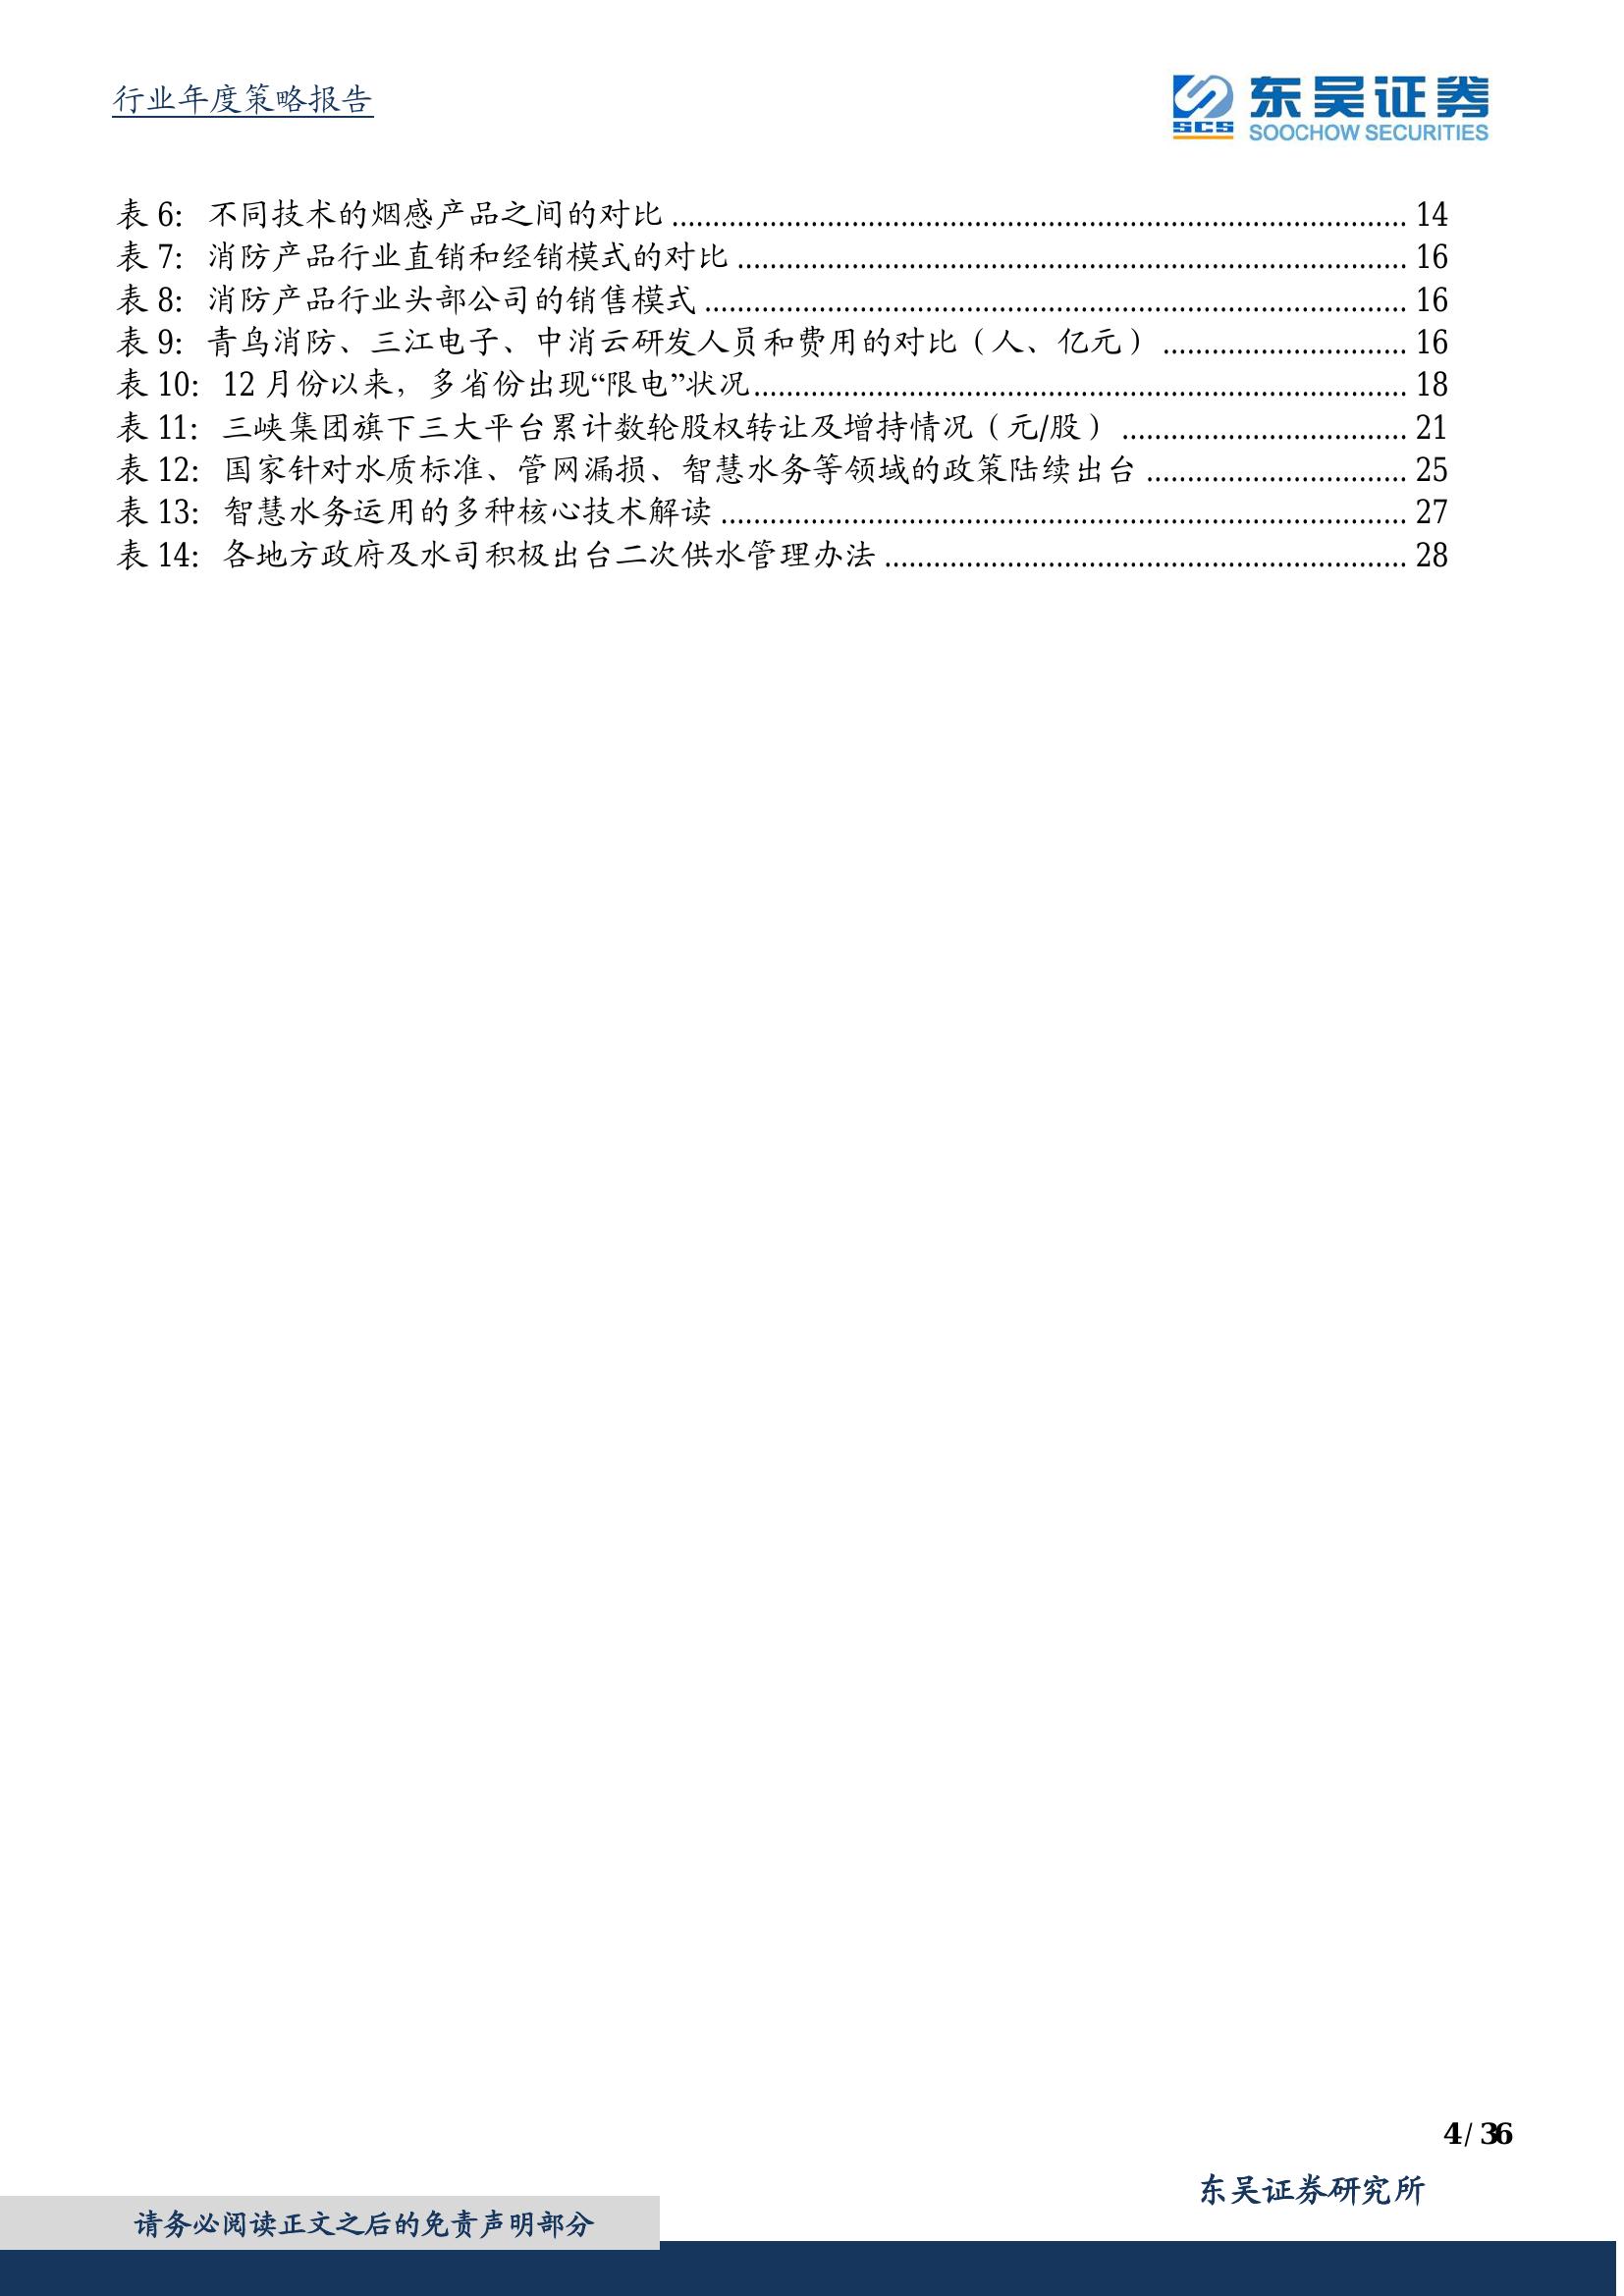 行业年度策略报告
东吴证券
SCS
SOOCHOW SECURITIES
表 6: 不同技术的烟感产品之间的对比 ........................................................................................ 14
表 7: 消防产品行业直销和经销模式的对比 ................................................................................ 16
表 8: 消防产品行业头部公司的销售模式 .................................................................................... 16
表 9: 青鸟消防、三江电子、中消云研发人员和费用的对比（人、亿元） .............................. 16
表 10: 12 月份以来，多省份出现“限电”状况............................................................................... 18
表 11: 三峡集团旗下三大平台累计数轮股权转让及增持情况（元/股） ................................... 21
表 12: 国家针对水质标准、管网漏损、智慧水务等领域的政策陆续出台 ................................ 25
表 13: 智慧水务运用的多种核心技术解读 .................................................................................. 27
表 14: 各地方政府及水司积极出台二次供水管理办法 ............................................................... 28
4 / 36
东吴证券研究所
请务必阅读正文之后的免责声明部分